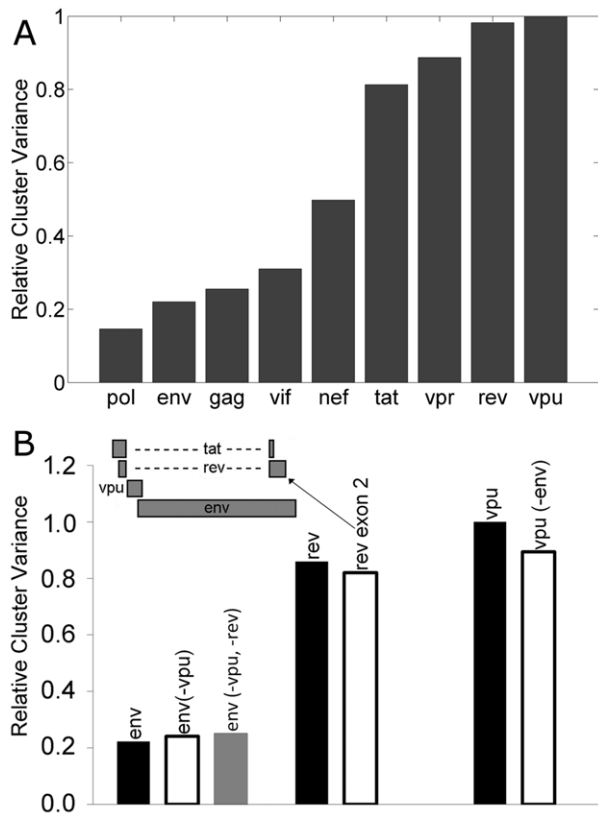 A
Relative Cluster Variance
1
0.8
0.6
0.4
0.2
0
pol env gag vif nef tat vpr rev vpu
B
Relative Cluster Variance
1.2
1.0
0.8
0.6
0.4
0.2
0.0
tat
rev
vpu
env
env
env(-vpu)
env (-vpu, -rev)
rev
rev exon 2
vpu
vpu (-env)